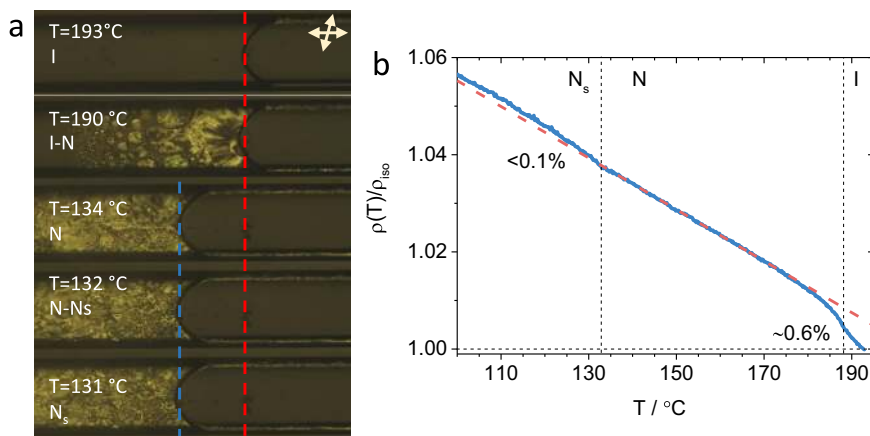 a
T=193°C
I
T=190 °C
I-N
T=134 °C
N
T=132 °C
N-Ns
T=131 °C
Ns
b
1.06
1.04
1.02
1.00
ρ(T)/ρiso
Ns
N
I
<0.1%
~0.6%
110
130
150
170
190
T / °C